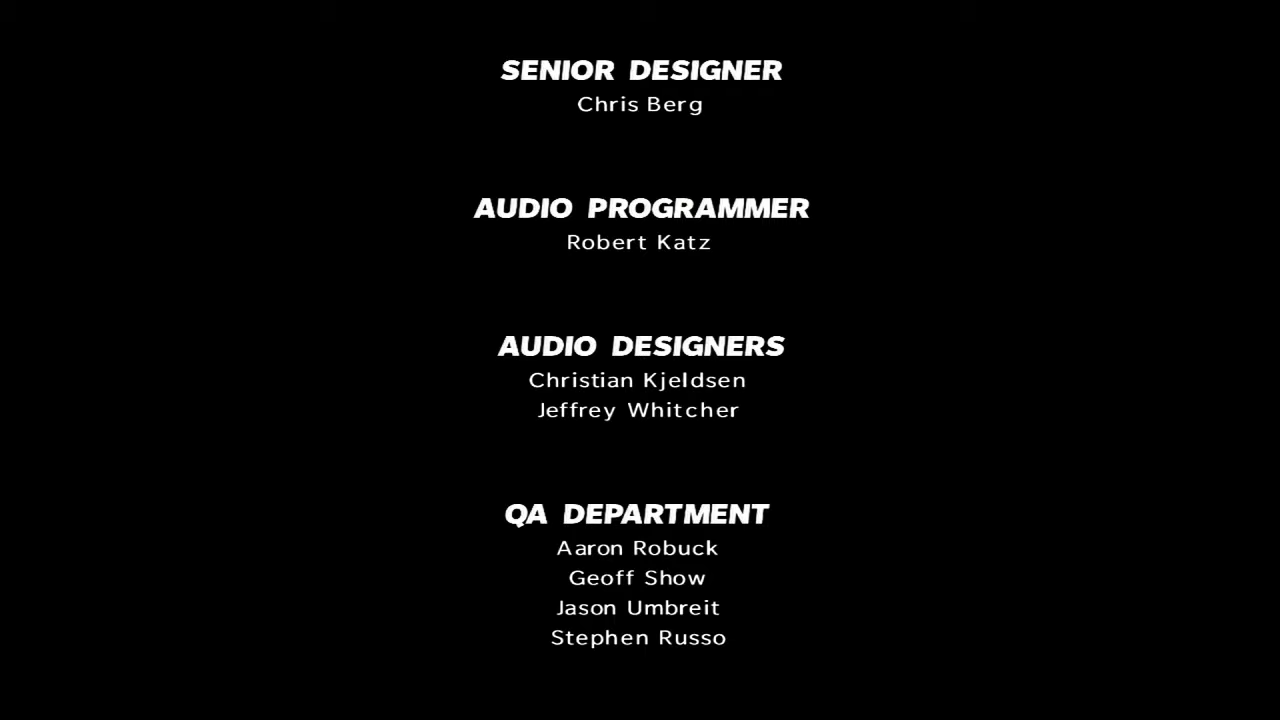 SENIOR DESIGNER
Chris Berg
AUDIO PROGRAMMER
Robert Katz
AUDIO DESIGNERS
Christian Kjeldsen
Jeffrey Whitcher
QA DEPARTMENT
Aaron Robuck
Geoff Show
Jason Umbreit
Stephen Russo